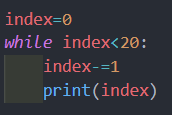 index=0
while index<20:
    index-=1
    print(index)